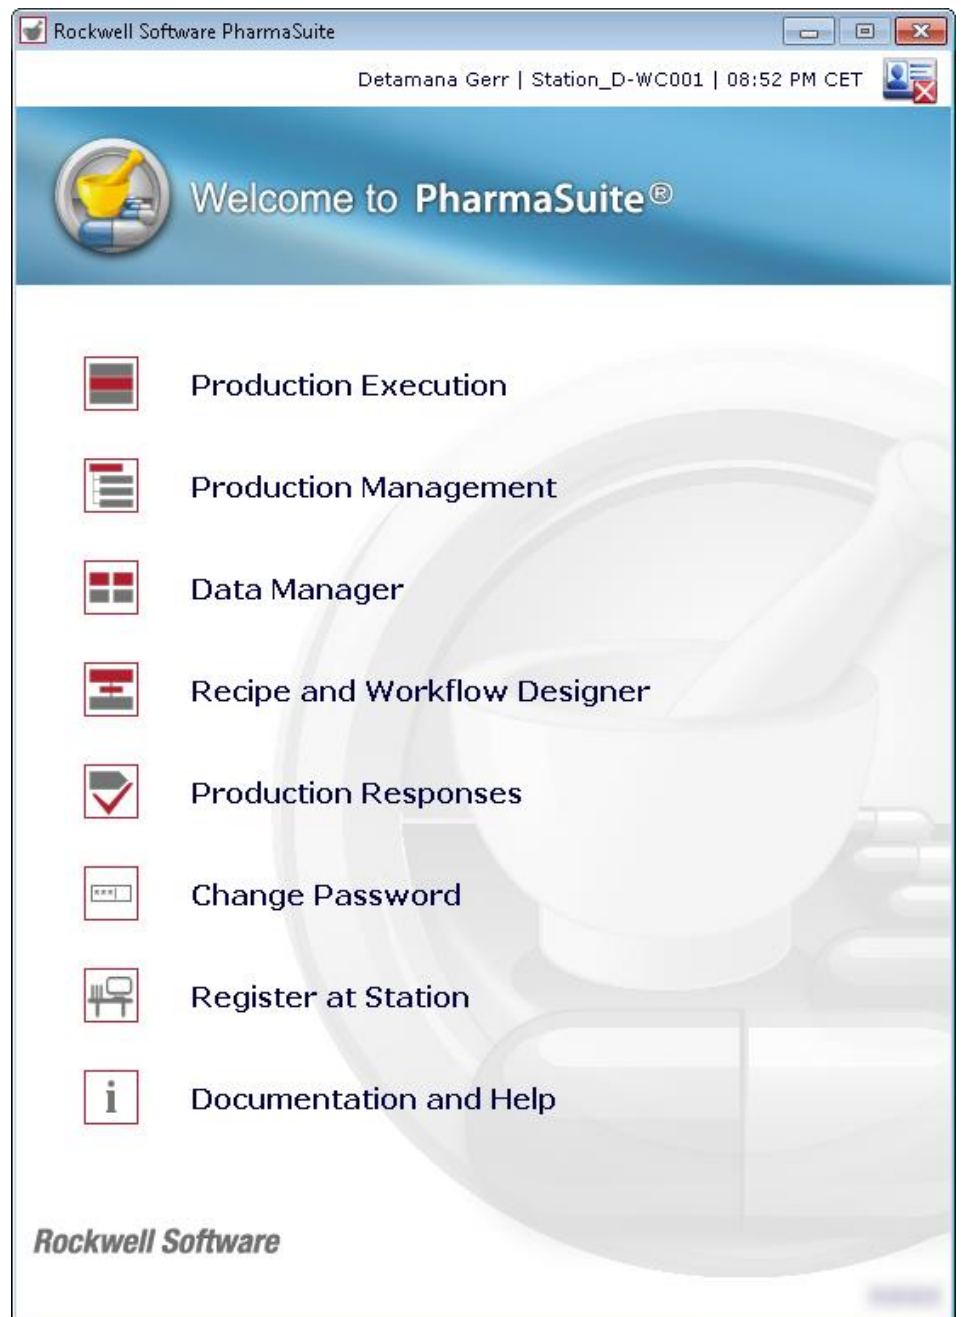 Rockwell Software PharmaSuite
Detamana Gerr | Station_D-WC001 | 08:52 PM CET
Welcome to PharmaSuite®
Production Execution
Production Management
Data Manager
Recipe and Workflow Designer
Production Responses
***
Change Password
Register at Station
i
Documentation and Help
Rockwell Software